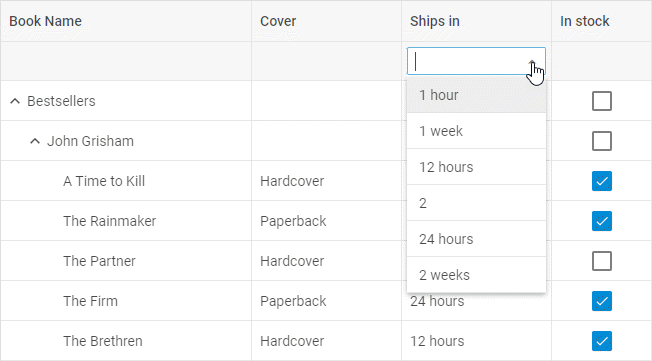 Book Name Cover Ships in In stock
Bestsellers
1 hour
John Grisham
1 week
A Time to Kill Hardcover
12 hours
The Rainmaker Paperback
2
The Partner Hardcover
24 hours
2 weeks
The Firm Paperback 24 hours
The Brethren Hardcover 12 hours